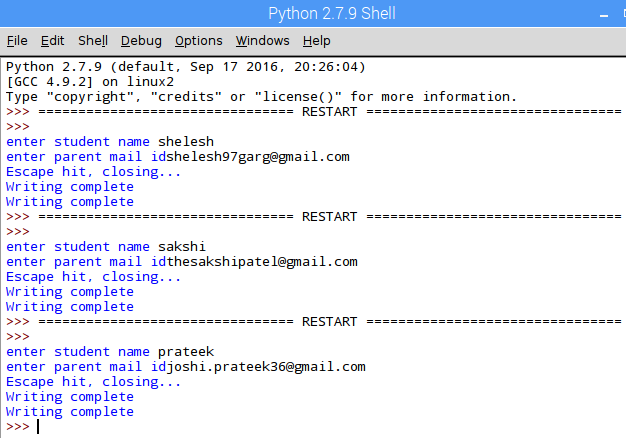 Python 2.7.9 Shell
File Edit Shell Debug Options Windows Help
Python 2.7.9 (default, Sep 17 2016, 20:26:04)
[GCC 4.9.2] on linux2
Type "copyright", "credits" or "license()" for more information.
>>> ================================ RESTART ================================
>>>
enter student name shelesh
enter parent mail idshelesh97garg@gmail.com
Escape hit, closing...
Writing complete
Writing complete
>>> ================================ RESTART ================================
>>>
enter student name sakshi
enter parent mail idthesakshipatel@gmail.com
Escape hit, closing...
Writing complete
Writing complete
>>> ================================ RESTART ================================
>>>
enter student name prateek
enter parent mail idjoshi.prateek36@gmail.com
Escape hit, closing...
Writing complete
Writing complete
>>>